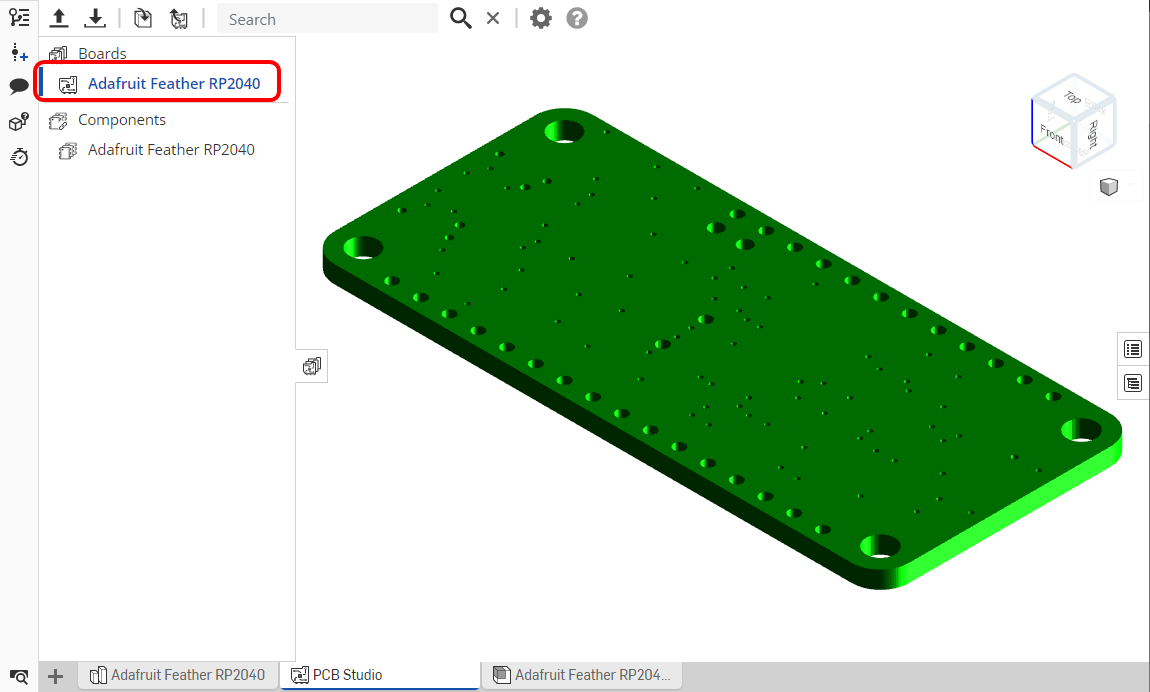 Search
Boards
Adafruit Feather RP2040
Components
Adafruit Feather RP2040
Top
Front
Right
Adafruit Feather RP2040
PCB Studio
Adafruit Feather RP204...